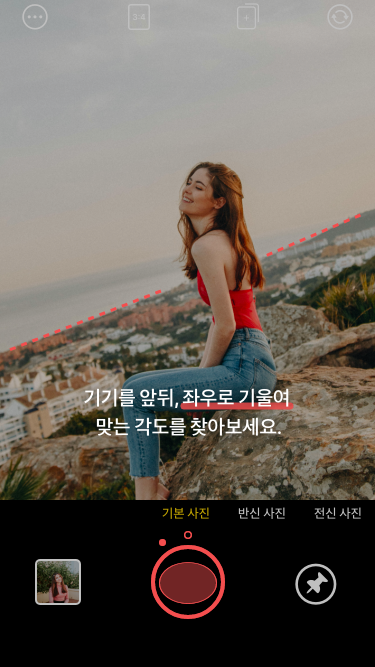 3:4
기기를 앞뒤, 좌우로 기울여
맞는 각도를 찾아보세요.
기본 사진 반신 사진 전신 사진